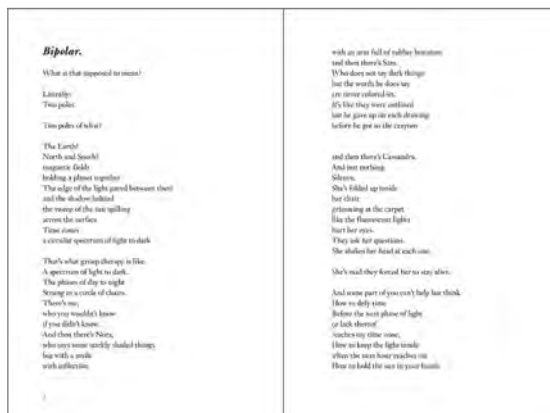 Bipolar.
What is that supposed to mean?
Literally:
Two poles
Two poles of what?
The Earth?
North and South?
magnetic fields
holding a planet together
The edge of the light paced between them
and the shadow behind
the sweep of the sun spilling
across the surface
Time zones
a circular spectrum of light to dark
That's what group therapy is like.
A spectrum of light to dark.
The phases of day to night
Strung in a circle of chairs.
There's me,
who you wouldn't know
if you didn't know.
And then there's Nora,
who says some darkly shaded things,
but with a smile
with inflection
with an arm full of rubber bracelets
and then there's Sam.
Who does not say dark things
but the words he does say
are never colored-in.
It's like they were outlined
but he gave up on each drawing
before he got to the crayons
and then there's Cassandra.
And just nothing.
Silence.
She's folded up inside
her chair
grimacing at the carpet
like the fluorescent lights
hurt her eyes.
They ask her questions.
She shakes her head at each one.
She's mad they forced her to stay alive.
And some part of you can't help but think
How to defy time
Before the next phase of light
or lack thereof
reaches my time zone,
How to keep the light inside
when the next hour reaches me
How to hold the sun in your hands